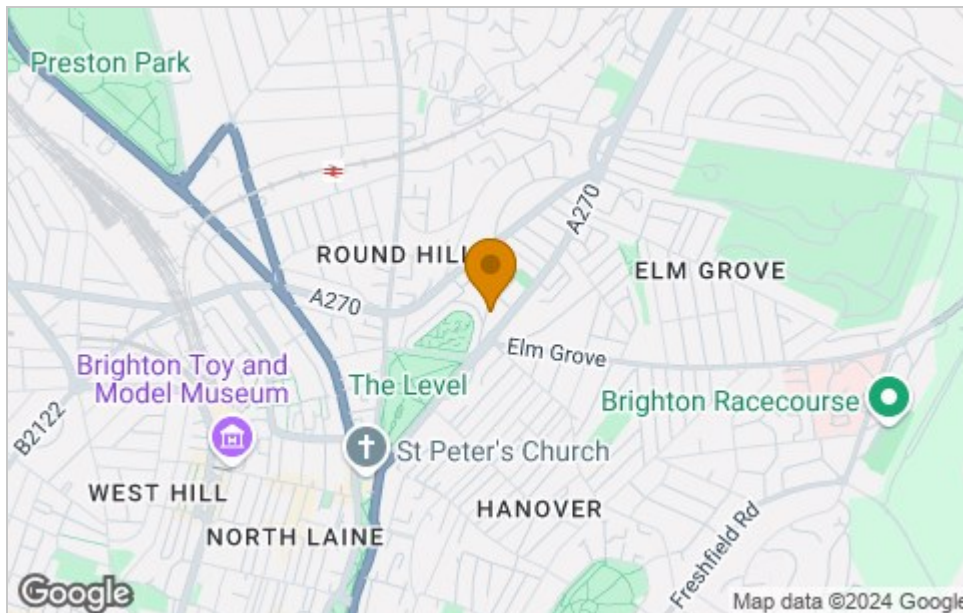 Preston Park
ROUND HILL
A270
A270
ELM GROVE
Elm Grove
Brighton Toy and
Model Museum
The Level
Brighton Racecourse
B2122
St Peter's Church
WEST HILL
HANOVER
NORTH LAINE
Freshfield Rd
Google
Map data ©2024 Google